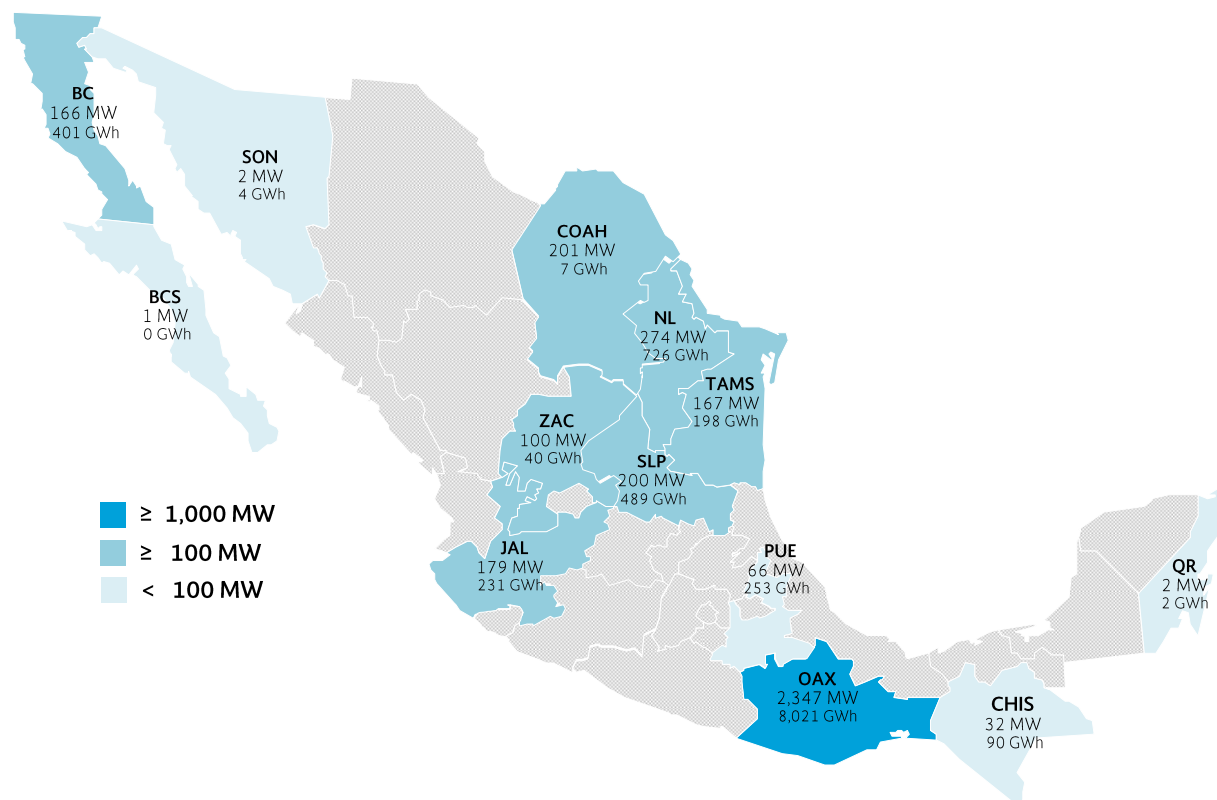 BC
166 MW
401 GWh
SON
2 MW
4 GWh
COAH
201 MW
7 GWh
BCS
1 MW
0 GWh
NL
274 MW
726 GWh
TAMS
167 MW
198 GWh
ZAC
100 MW
40 GWh
SLP
200 MW
489 GWh
≥ 1,000 MW
≥ 100 MW
< 100 MW
JAL
179 MW
231 GWh
PUE
66 MW
253 GWh
QR
2 MW
2 GWh
OAX
2,347 MW
8,021 GWh
CHIS
32 MW
90 GWh